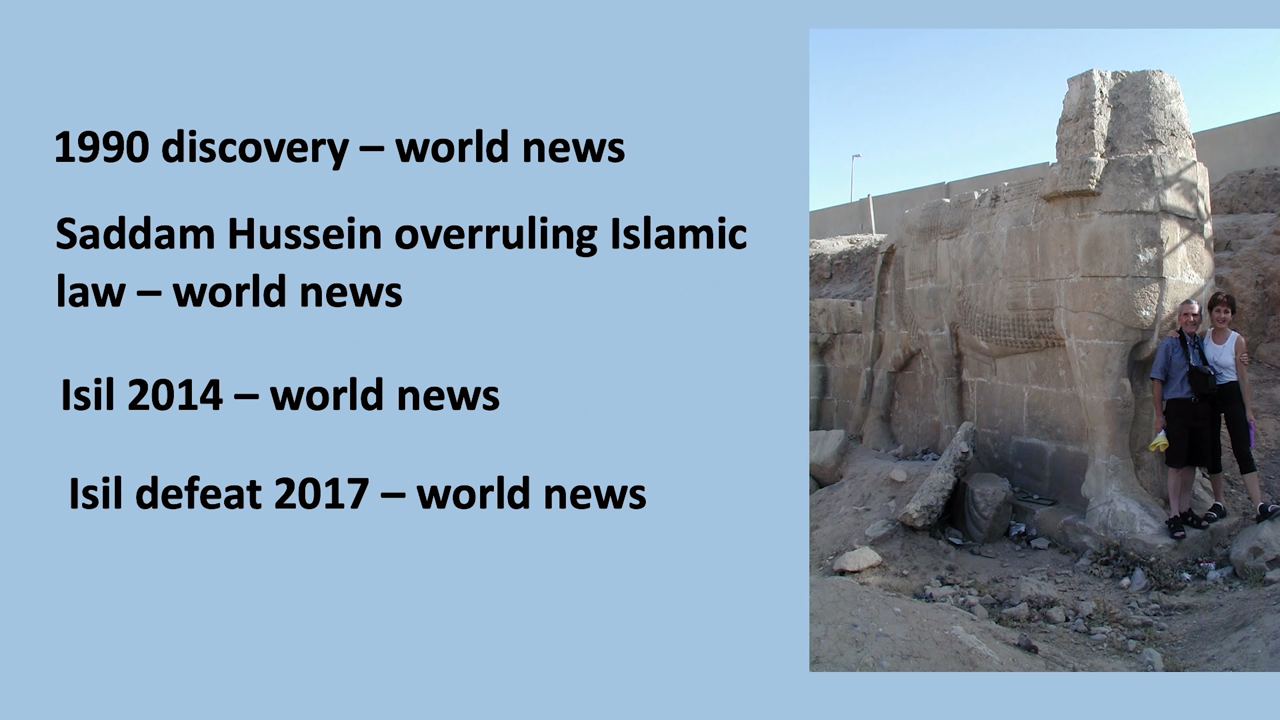 1990 discovery – world news
Saddam Hussein overruling Islamic
law – world news
Isil 2014 – world news
Isil defeat 2017 – world news